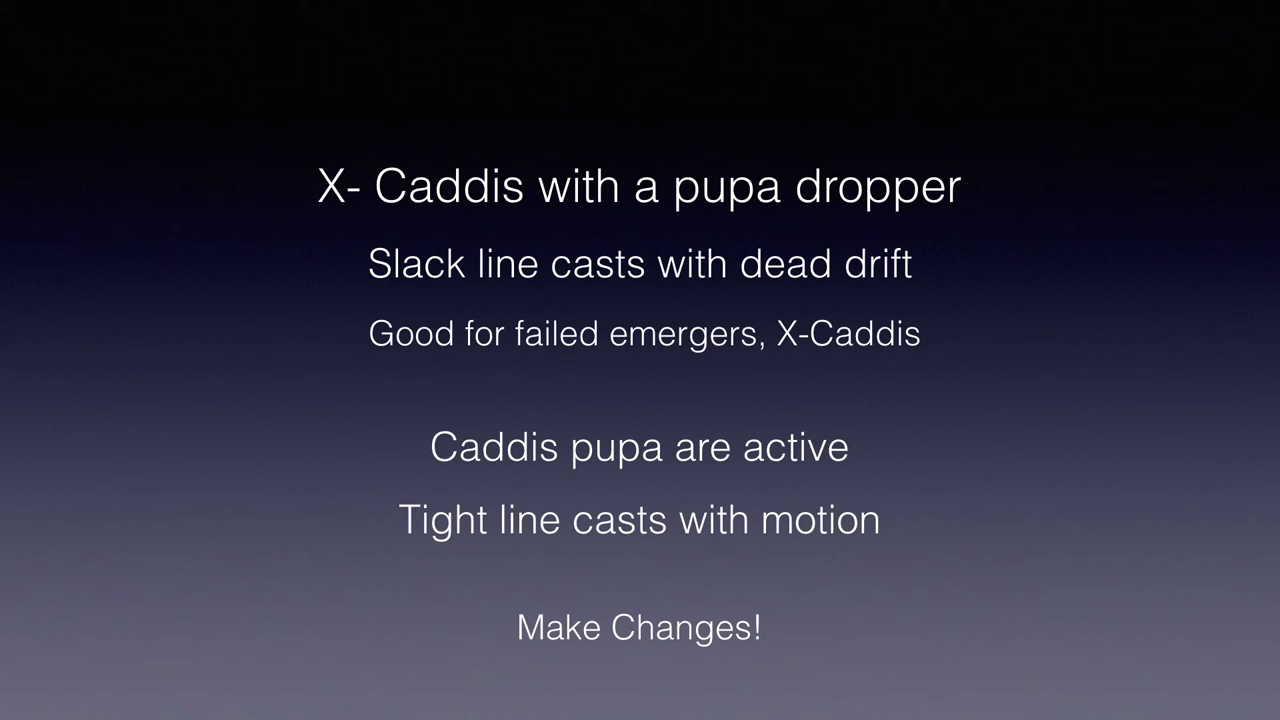 X- Caddis with a pupa dropper
Slack line casts with dead drift
Good for failed emergers, X-Caddis
Caddis pupa are active
Tight line casts with motion
Make Changes!